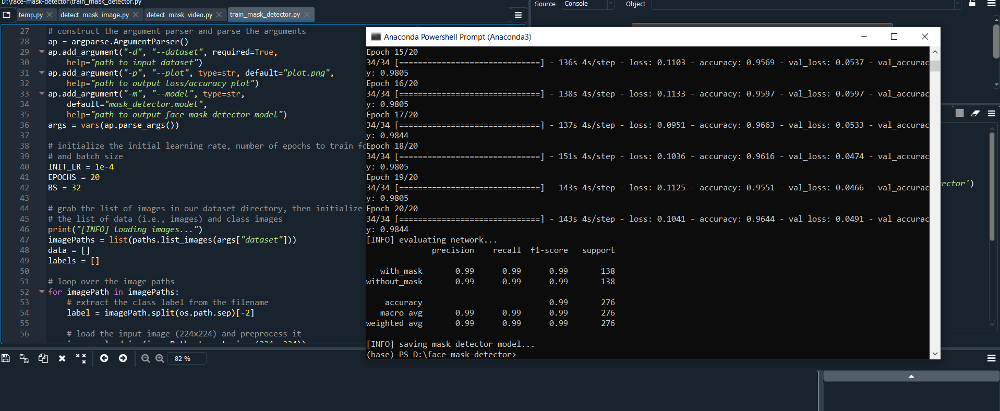 D:\face-mask-detector\train_mask_detector.py
temp.py
detect_mask_image.py
detect_mask_video.py
train_mask_detector.py
27 # construct the argument parser and parse the arguments
28 ap = argparse.ArgumentParser()
29 ap.add_argument("-d", "--dataset", required=True,
30 help="path to input dataset")
31 ap.add_argument("-p", "--plot", type=str, default="plot.png",
32 help="path to output loss/accuracy plot")
33 ap.add_argument("-m", "--model", type=str,
34 default="mask_detector.model",
35 help="path to output face mask detector model")
36 args = vars(ap.parse_args())
37
38 # initialize the initial learning rate, number of epochs to train fo
39 # and batch size
40 INIT_LR = 1e-4
41 EPOCHS = 20
42 BS = 32
43
44 # grab the list of images in our dataset directory, then initialize
45 # the list of data (i.e., images) and class images
46 print("[INFO] loading images...")
47 imagePaths = list(paths.list_images(args["dataset"]))
48 data = []
49 labels = []
50
51 # loop over the image paths
52 for imagePath in imagePaths:
53 # extract the class label from the filename
54 label = imagePath.split(os.path.sep)[-2]
55
56 # load the input image (224x224) and preprocess it
82 %
Source Console Object
ector')
Anaconda Powershell Prompt (Anaconda3)
Epoch 15/20
34/34 [==============================] - 136s 4s/step - loss: 0.1103 - accuracy: 0.9569 - val_loss: 0.0537 - val_accurac
y: 0.9805
Epoch 16/20
34/34 [==============================] - 138s 4s/step - loss: 0.1133 - accuracy: 0.9597 - val_loss: 0.0597 - val_accurac
y: 0.9805
Epoch 17/20
34/34 [==============================] - 137s 4s/step - loss: 0.0951 - accuracy: 0.9663 - val_loss: 0.0533 - val_accurac
y: 0.9844
Epoch 18/20
34/34 [==============================] - 151s 4s/step - loss: 0.1036 - accuracy: 0.9616 - val_loss: 0.0474 - val_accurac
y: 0.9805
Epoch 19/20
34/34 [==============================] - 143s 4s/step - loss: 0.1125 - accuracy: 0.9551 - val_loss: 0.0466 - val_accurac
y: 0.9805
Epoch 20/20
34/34 [==============================] - 143s 4s/step - loss: 0.1041 - accuracy: 0.9644 - val_loss: 0.0491 - val_accurac
y: 0.9844
[INFO] evaluating network...
precision recall f1-score support
with_mask 0.99 0.99 0.99 138
without_mask 0.99 0.99 0.99 138
accuracy 0.99 276
macro avg 0.99 0.99 0.99 276
weighted avg 0.99 0.99 0.99 276
[INFO] saving mask detector model...
(base) PS D:\face-mask-detector>